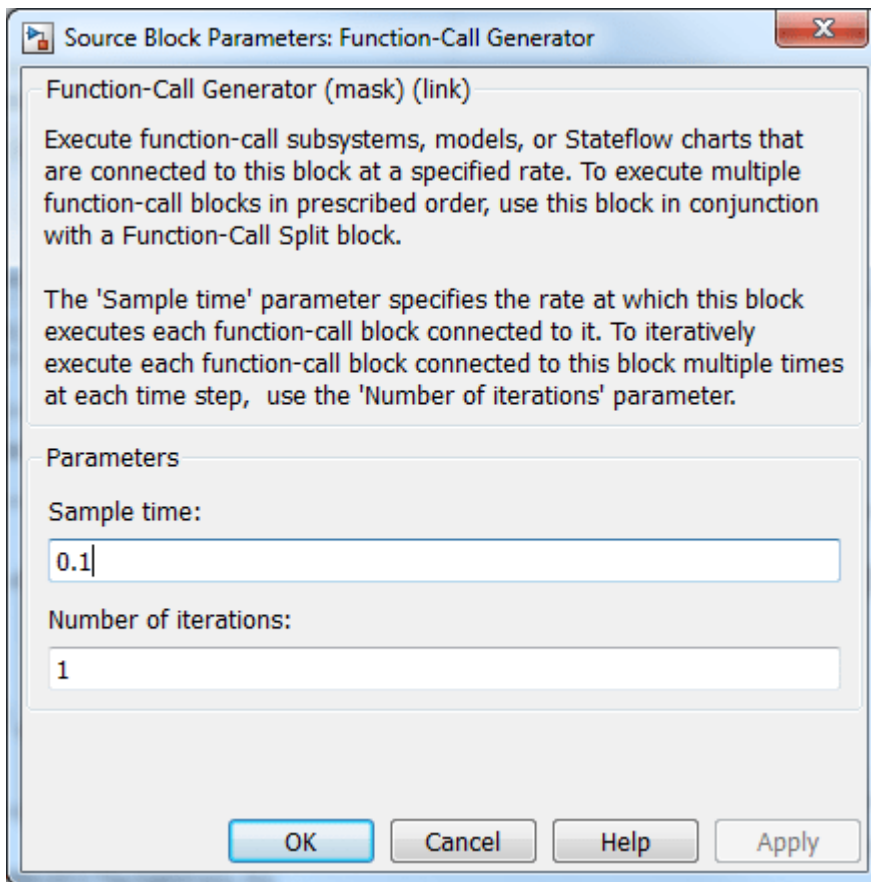 Source Block Parameters: Function-Call Generator
Function-Call Generator (mask) (link)
Execute function-call subsystems, models, or Stateflow charts that
are connected to this block at a specified rate. To execute multiple
function-call blocks in prescribed order, use this block in conjunction
with a Function-Call Split block.
The 'Sample time' parameter specifies the rate at which this block
executes each function-call block connected to it. To iteratively
execute each function-call block connected to this block multiple times
at each time step,  use the 'Number of iterations' parameter.
Parameters
Sample time:
0.1
Number of iterations:
1
OK Cancel Help Apply